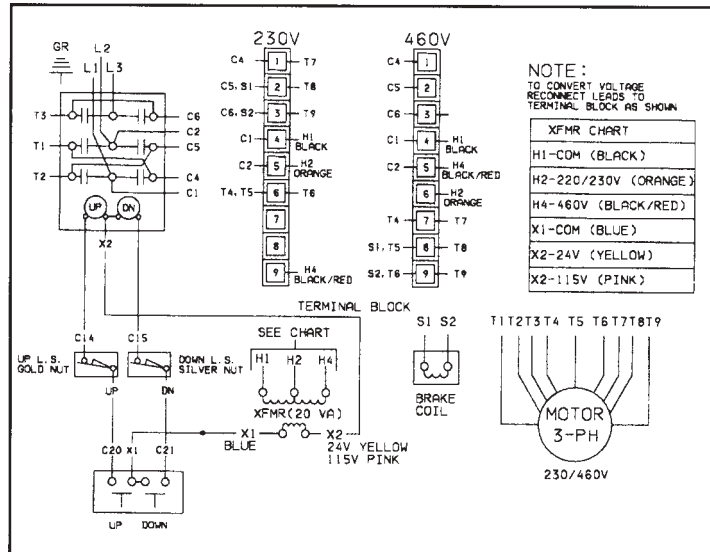 GR
L2
L1 L3
T3
C6
C2
T1
C5
T2
C4
C1
UP
DN
X2
230V
C4 1 T7
C5, S1 2 T8
C6, S2 3 T9
C1 4 H1
BLACK
C2 5 H2
ORANGE
T4, T5 6 T6
7
8
9 H4
BLACK/RED
460V
C4 1
C5 2
C6 3
C1 4 H1
BLACK
C2 5 H4
BLACK/RED
6 H2
ORANGE
T4 7 T7
S1, T5 8 T8
S2, T6 9 T9
TERMINAL BLOCK
NOTE:
TO CONVERT VOLTAGE
RECONNECT LEADS TO
TERMINAL BLOCK AS SHOWN
XFMR CHART
H1-COM (BLACK)
H2-220/230V (ORANGE)
H4-460V (BLACK/RED)
X1-COM (BLUE)
X2-24V (YELLOW)
X2-115V (PINK)
C14
C15
UP L.S.
GOLD NUT
DOWN L.S.
SILVER NUT
UP
DN
C20 X1 C21
UP DOWN
SEE CHART
H1 H2 H4
XFMR(20 VA)
X1
BLUE
X2
24V YELLOW
115V PINK
S1 S2
BRAKE
COIL
T1 T2 T3 T4 T5 T6 T7 T8 T9
MOTOR
3-PH
230/460V